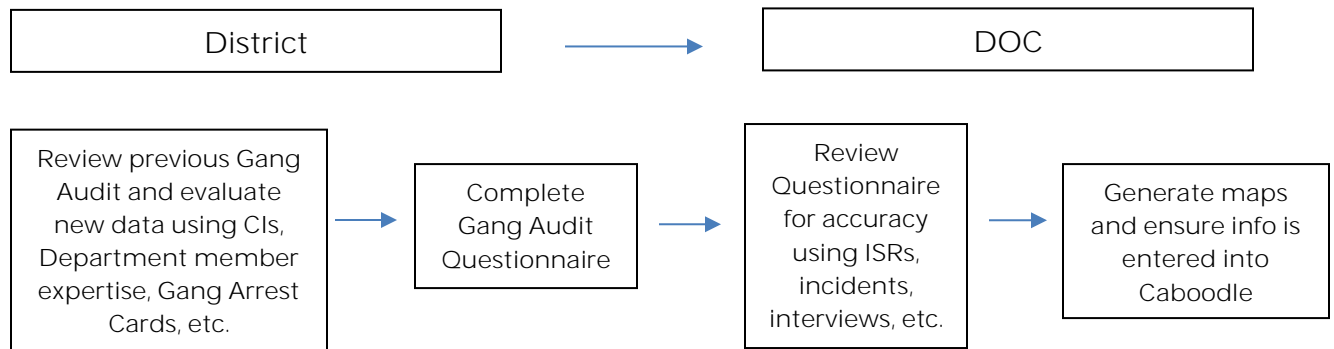 District
DOC
Review previous Gang
Audit and evaluate
new data using CIs,
Department member
expertise, Gang Arrest
Cards, etc.
Complete
Gang Audit
Questionnaire
Review
Questionnaire
for accuracy
using ISRs,
incidents,
interviews, etc.
Generate maps
and ensure info is
entered into
Caboodle